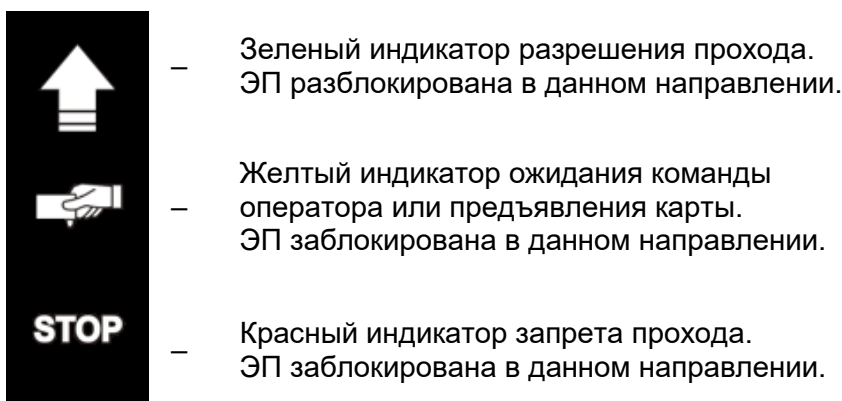 – Зеленый индикатор разрешения прохода.
ЭП разблокирована в данном направлении.
Желтый индикатор ожидания команды
– оператора или предъявления карты.
ЭП заблокирована в данном направлении.
STOP
– Красный индикатор запрета прохода.
ЭП заблокирована в данном направлении.